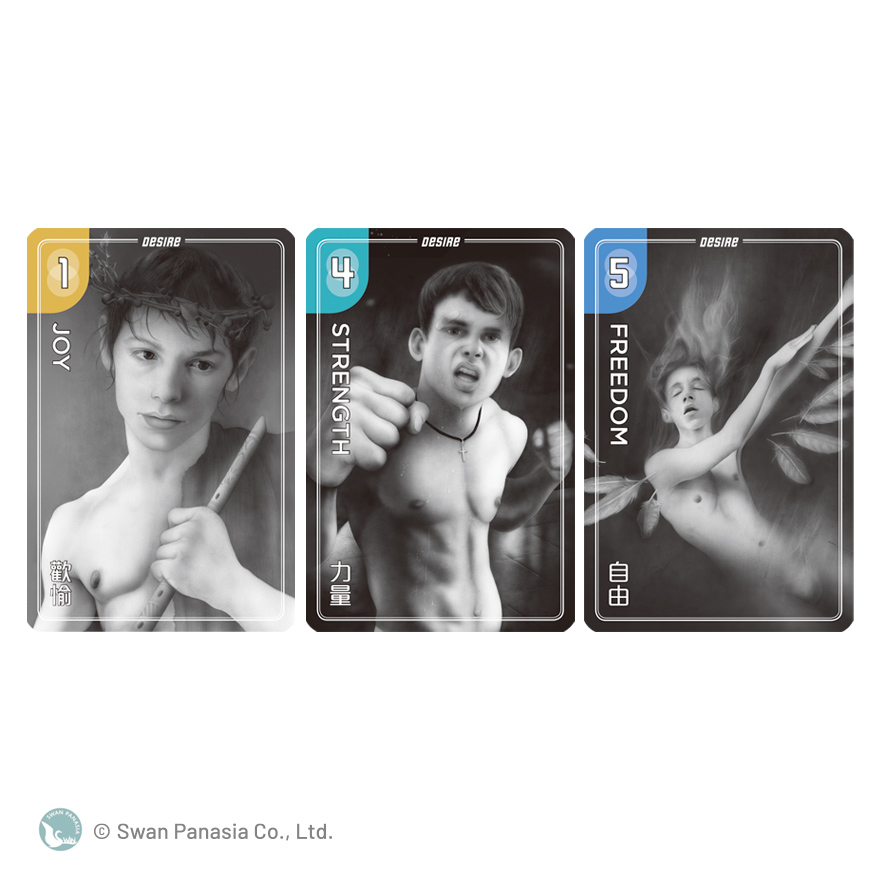 DESIRE
1
JOY
歡愉
DESIRE
4
STRENGTH
力量
DESIRE
5
FREEDOM
自由
SWAN PANASIA
© Swan Panasia Co., Ltd.